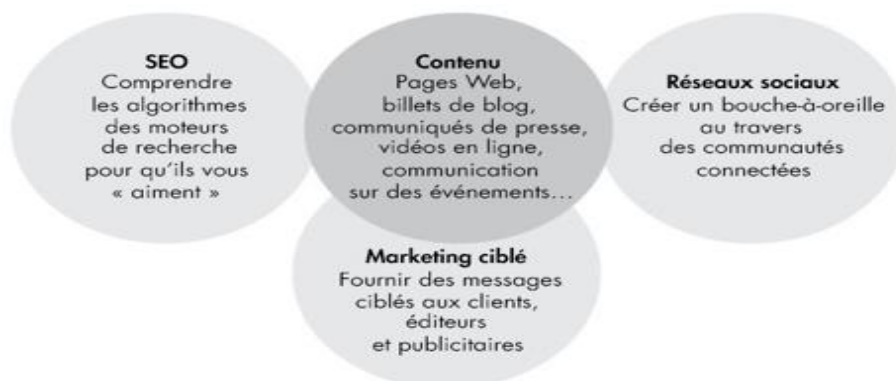 SEO
Comprendre
les algorithmes
des moteurs
de recherche
pour qu'ils vous
« aiment »
Contenu
Pages Web,
billets de blog,
communiqués de presse,
vidéos en ligne,
communication
sur des événements...
Réseaux sociaux
Créer un bouche-à-oreille
au travers
des communautés
connectées
Marketing ciblé
Fournir des messages
ciblés aux clients,
éditeurs
et publicitaires